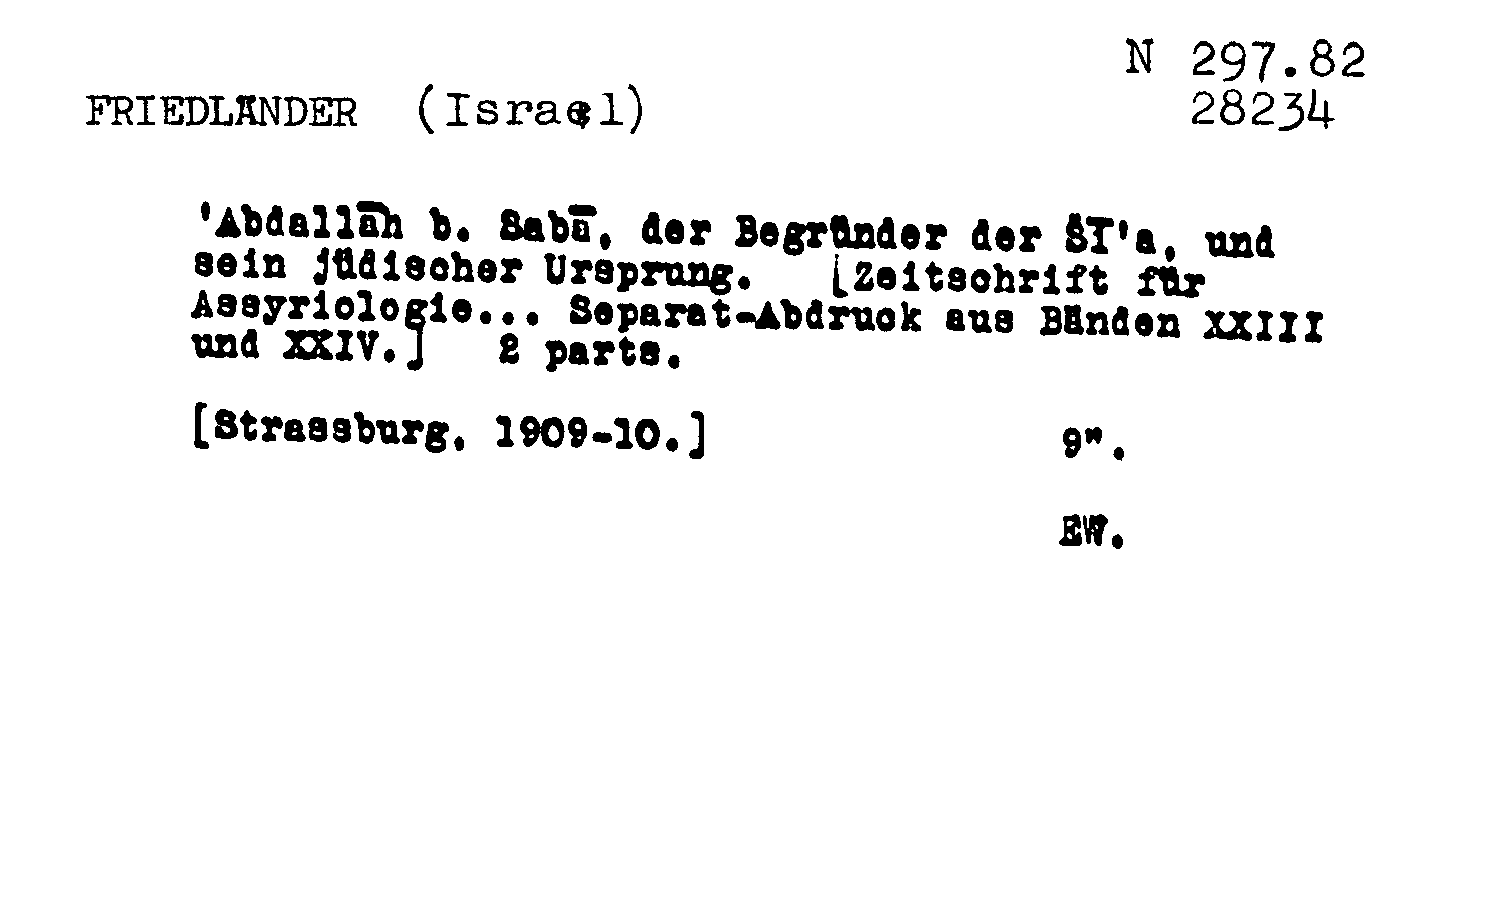 N 297.82
FRIEDLÄNDER (Israel) 28234
'Abdallāh b. Sabā, der Begründer der ŠĪ'a, und
sein jüdischer Ursprung. [Zeitschrift für
Assyriologie... Separat-Abdruck aus Bänden XXIII
und XXIV.] 2 parts.
[Strassburg, 1909-10.] 9".
EW.